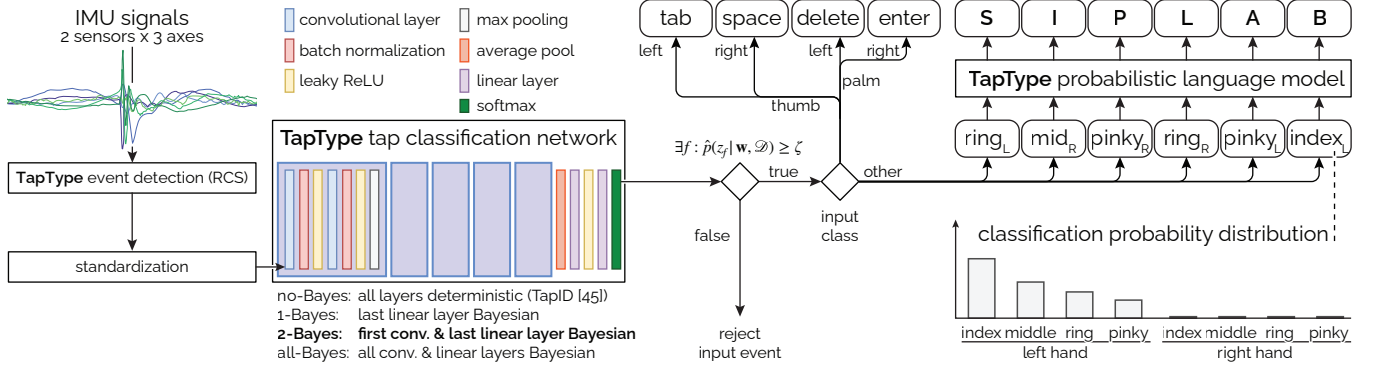 IMU signals
2 sensors x 3 axes
TapType event detection (RCS)
standardization
convolutional layer
batch normalization
leaky ReLU
max pooling
average pool
linear layer
softmax
TapType tap classification network
no-Bayes: all layers deterministic (TapID [45])
1-Bayes: last linear layer Bayesian
2-Bayes: first conv. & last linear layer Bayesian
all-Bayes: all conv. & linear layers Bayesian
∃f : p̂(z_f | w, 𝒟) ≥ ζ
true
false
reject
input event
input
class
other
thumb
palm
left
right
left
right
tab
space
delete
enter
S I P L A B
TapType probabilistic language model
ring_L mid_R pinky_R ring_R pinky_L index_L
classification probability distribution
index middle ring pinky index middle ring pinky
left hand right hand